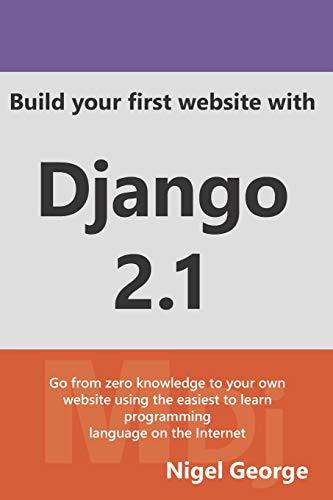 Build your first website with
Django
2.1
MDj
Go from zero knowledge to your own
website using the easiest to learn
programming
language on the Internet
Nigel George